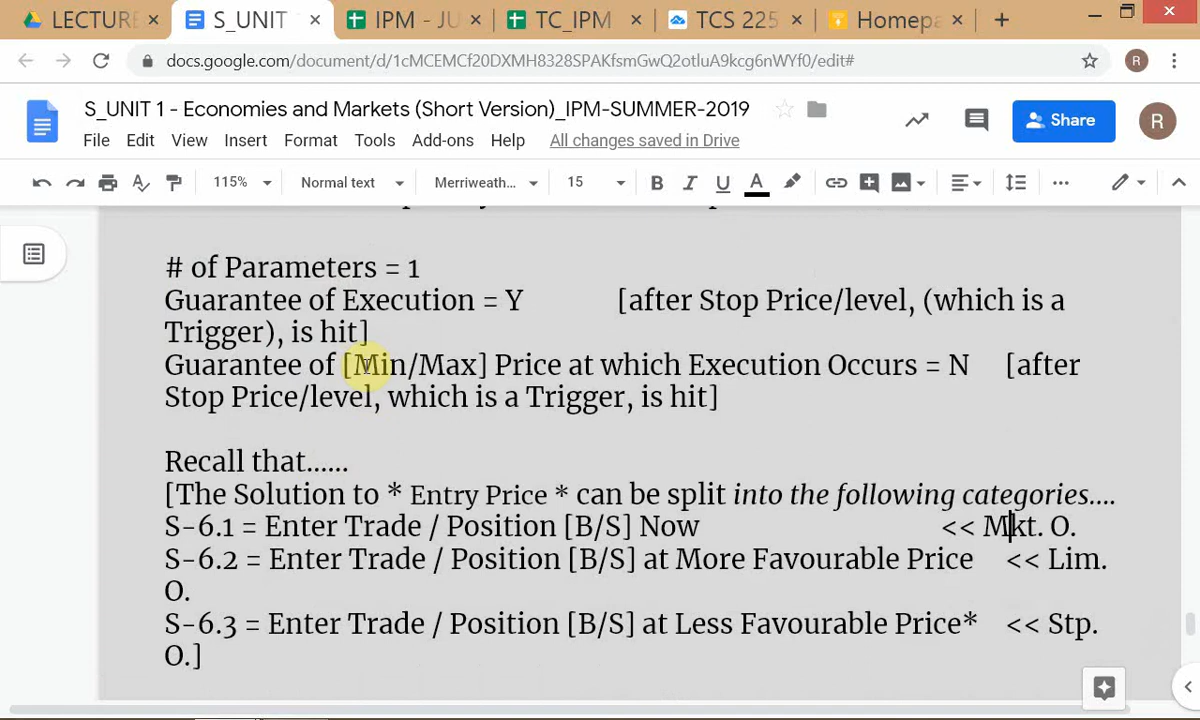 LECTUR
S_UNIT
IPM - JU
TC_IPM
TCS 225
Homepa
docs.google.com/document/d/1cMCEMCf20DXMH8328SPAKfsmGwQ2otluA9kcg6nWYf0/edit#
R
S_UNIT 1 - Economies and Markets (Short Version)_IPM-SUMMER-2019
Share
R
File Edit View Insert Format Tools Add-ons Help All changes saved in Drive
115% Normal text Merriweath... 15 B I U A
# of Parameters = 1
Guarantee of Execution = Y [after Stop Price/level, (which is a
Trigger), is hit]
Guarantee of [Min/Max] Price at which Execution Occurs = N [after
Stop Price/level, which is a Trigger, is hit]
Recall that......
[The Solution to * Entry Price * can be split into the following categories....
S-6.1 = Enter Trade / Position [B/S] Now << Mkt. O.
S-6.2 = Enter Trade / Position [B/S] at More Favourable Price << Lim.
O.
S-6.3 = Enter Trade / Position [B/S] at Less Favourable Price* << Stp.
O.]